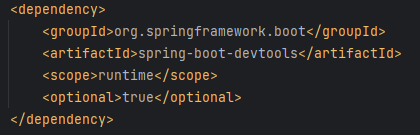 <dependency>
    <groupId>org.springframework.boot</groupId>
    <artifactId>spring-boot-devtools</artifactId>
    <scope>runtime</scope>
    <optional>true</optional>
</dependency>